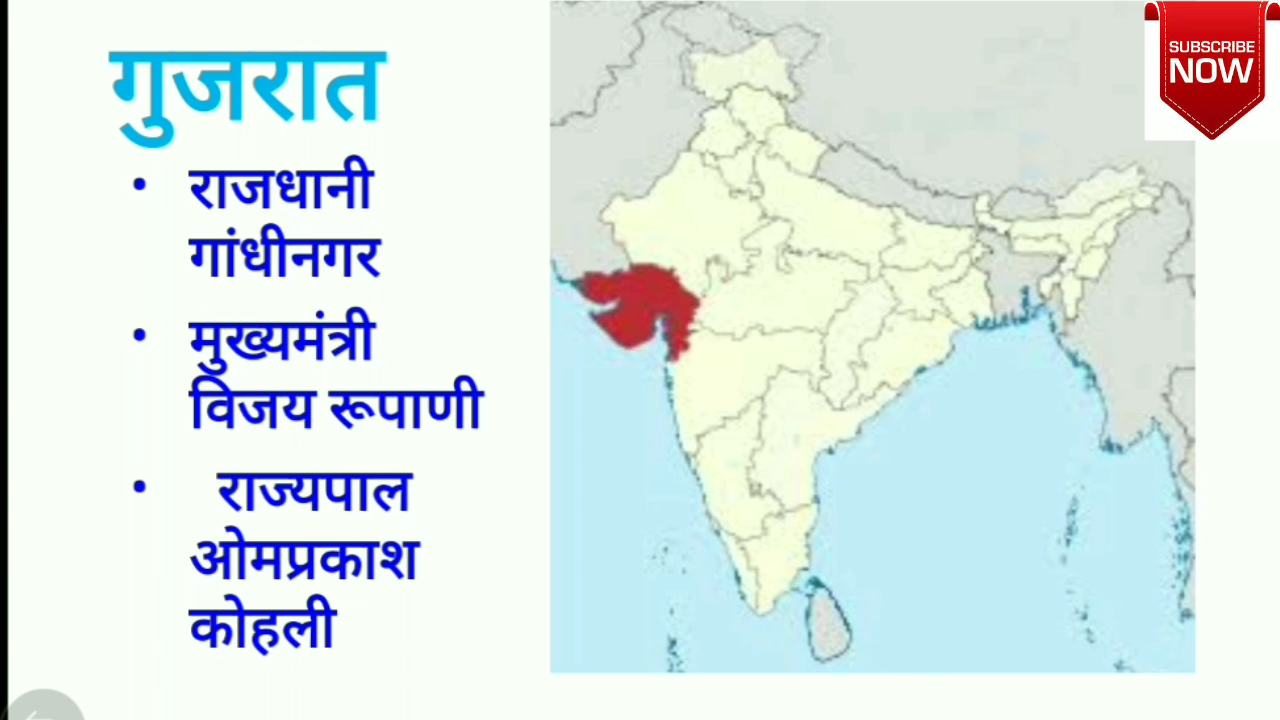 गुजरात
• राजधानी
गांधीनगर
• मुख्यमंत्री
विजय रूपाणी
• राज्यपाल
ओमप्रकाश
कोहली
SUBSCRIBE
NOW